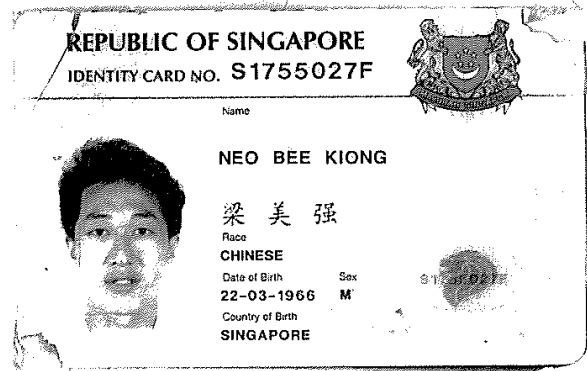 REPUBLIC OF SINGAPORE
IDENTITY CARD NO. S1755027F
Name
NEO BEE KIONG
梁美强
Race
CHINESE
Date of Birth Sex
22-03-1966 M
Country of Birth
SINGAPORE